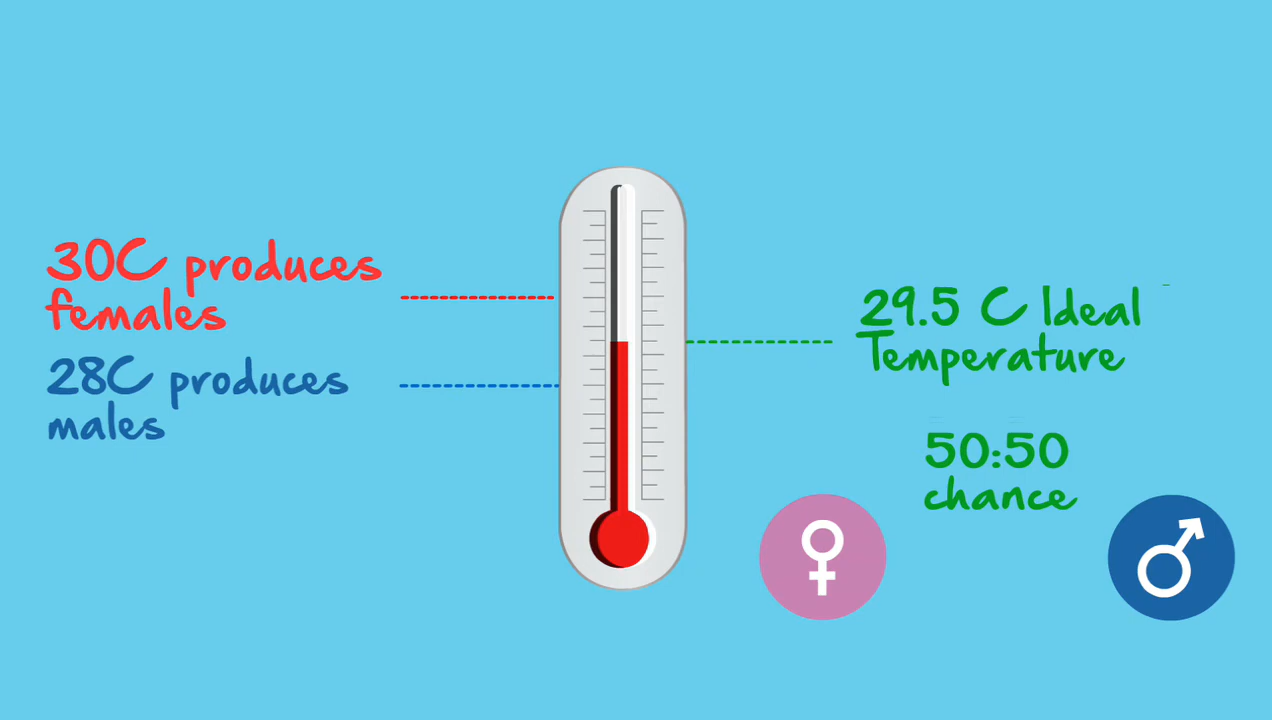 30C produces
females
28C produces
males
29.5 C Ideal
Temperature
50:50
chance